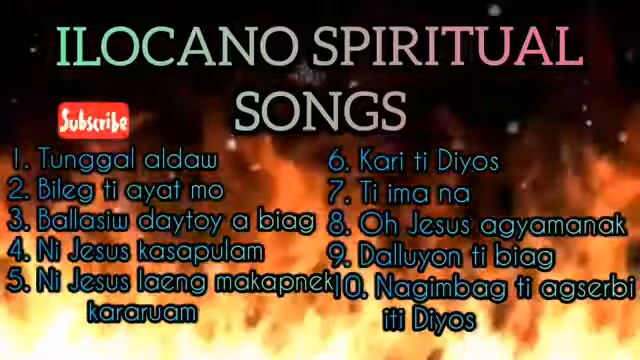 ILOCANO SPIRITUAL
SONGS
Subscribe
1. Tunggal aldaw
2. Bileg ti ayat mo
3. Ballasiw daytoy a biag
4. Ni Jesus kasapulam
5. Ni Jesus laeng makapnek
kararuam
6. Kari ti Diyos
7. Ti ima na
8. Oh Jesus agyamanak
9. Dalluyon ti biag
10. Nagimbag ti agserbi
iti Diyos